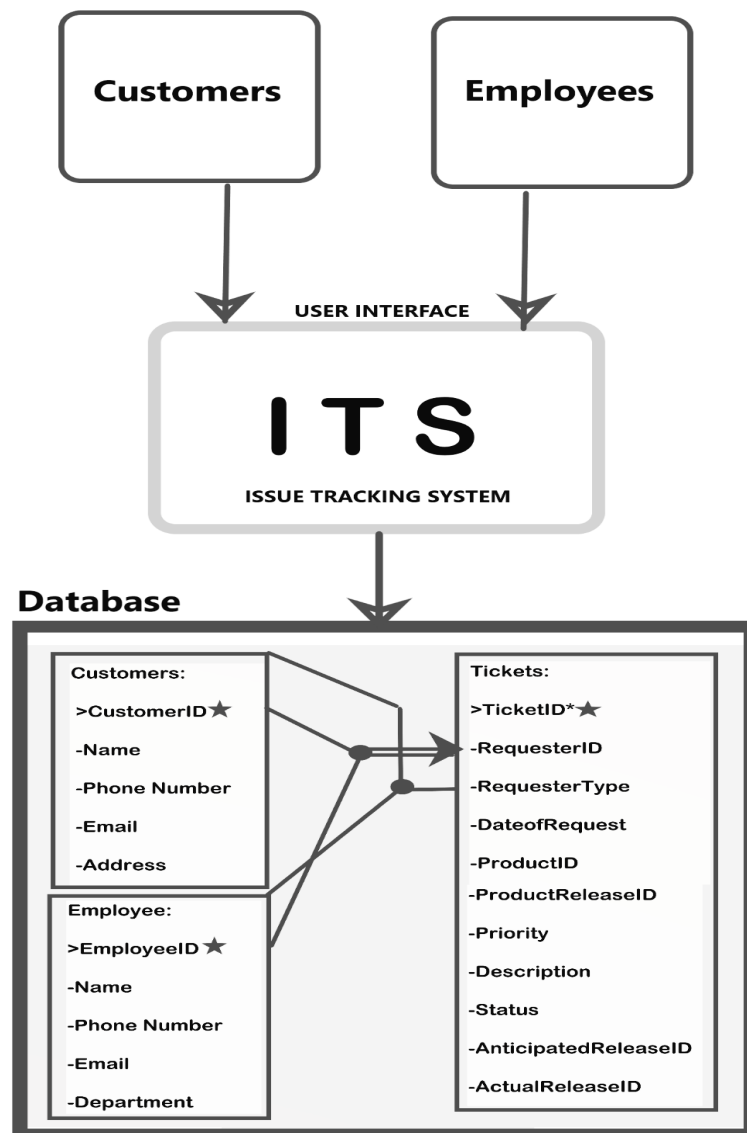 Customers
Employees
USER INTERFACE
I T S
ISSUE TRACKING SYSTEM
Database
Customers:
>CustomerID★
-Name
-Phone Number
-Email
-Address
Employee:
>EmployeeID★
-Name
-Phone Number
-Email
-Department
Tickets:
>TicketID*★
-RequesterID
-RequesterType
-DateofRequest
-ProductID
-ProductReleaseID
-Priority
-Description
-Status
-AnticipatedReleaseID
-ActualReleaseID